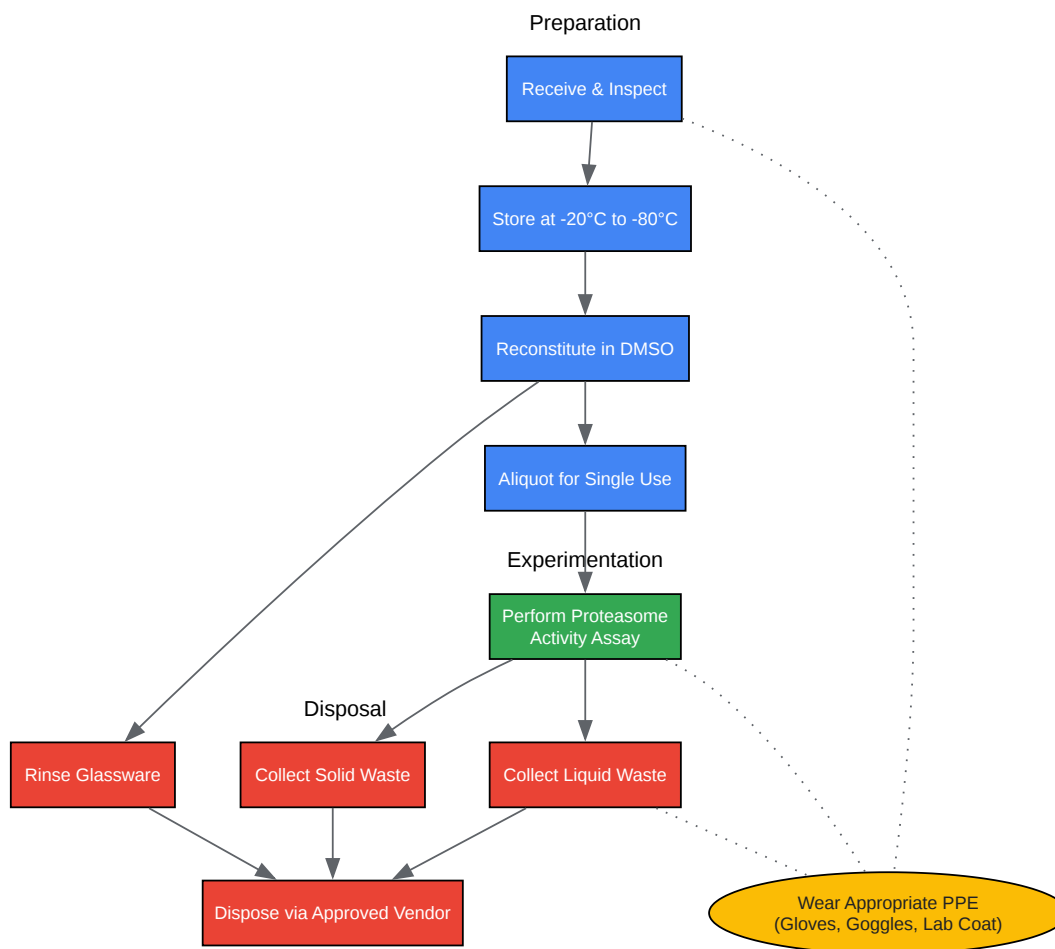 Preparation
Receive & Inspect
Store at -20°C to -80°C
Reconstitute in DMSO
Aliquot for Single Use
Experimentation
Perform Proteasome
Activity Assay
Disposal
Rinse Glassware
Collect Solid Waste
Collect Liquid Waste
Dispose via Approved Vendor
Wear Appropriate PPE
(Gloves, Goggles, Lab Coat)